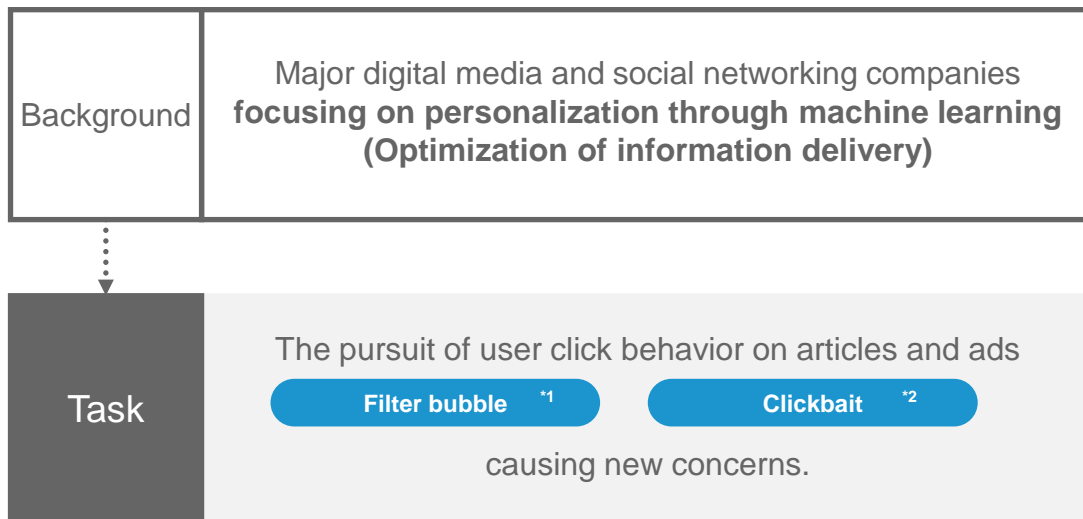 Background
Major digital media and social networking companies
focusing on personalization through machine learning
(Optimization of information delivery)
Task
The pursuit of user click behavior on articles and ads
Filter bubble *1
Clickbait *2
causing new concerns.